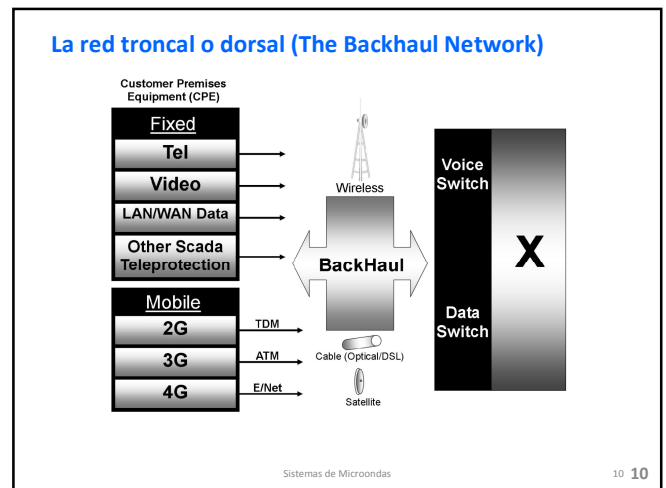 La red troncal o dorsal (The Backhaul Network)
Customer Premises
Equipment (CPE)
Fixed
Tel
Video
LAN/WAN Data
Other Scada
Teleprotection
Mobile
2G
TDM
3G
ATM
4G
E/Net
Wireless
BackHaul
Cable (Optical/DSL)
Satellite
Voice
Switch
X
Data
Switch
Sistemas de Microondas
10 10